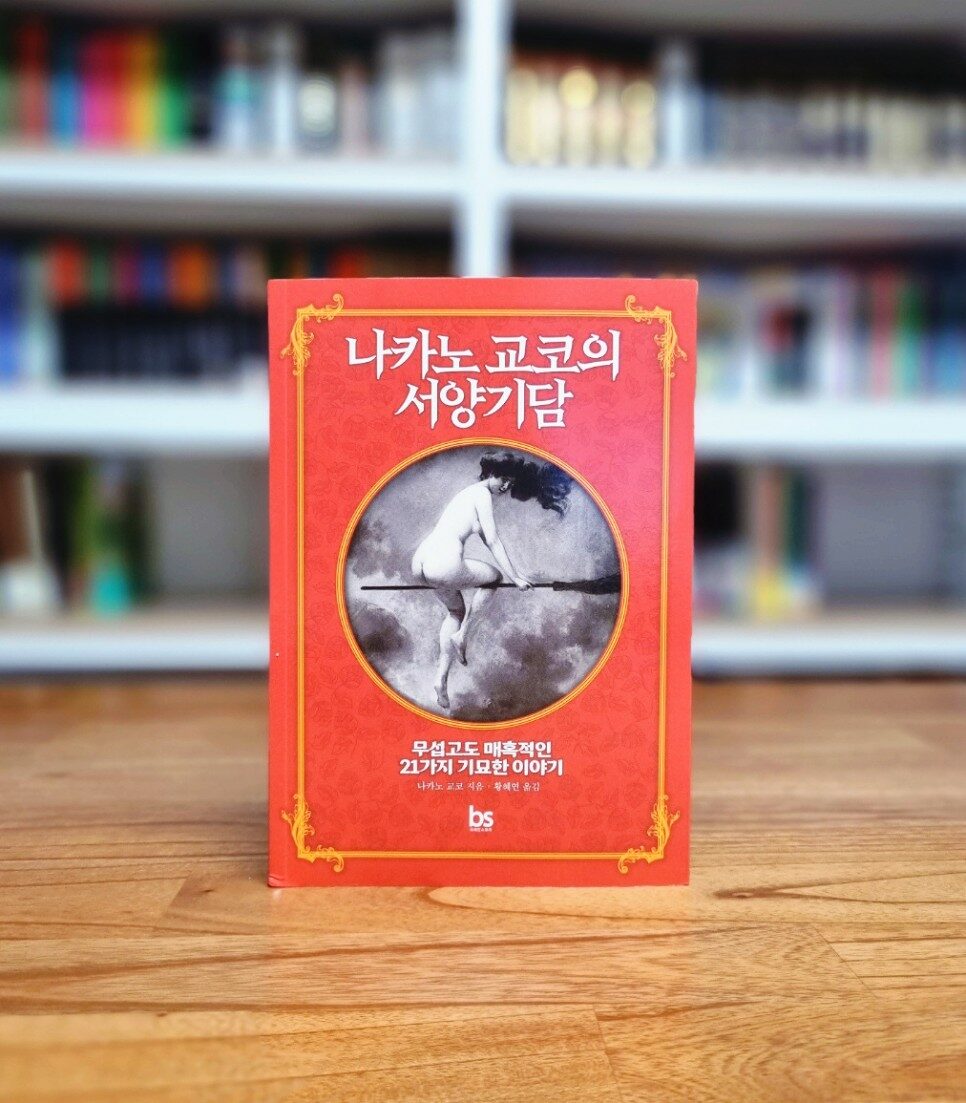 나카노 교코의
서양기담
무섭고도 매혹적인
21가지 기묘한 이야기
나카노 교코 지음 · 황혜연 옮김
bs